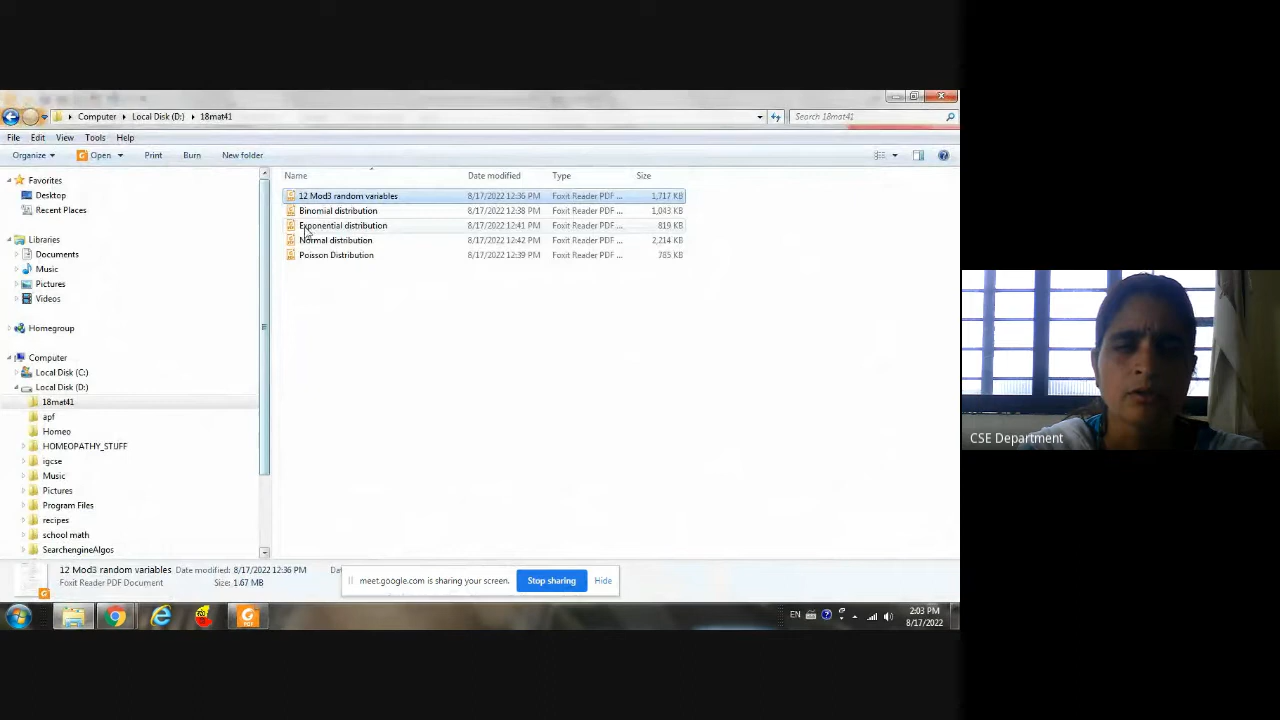 Computer Local Disk (D:) 18mat41
Search 18mat41
File Edit View Tools Help
Organize Open Print Burn New folder
Name Date modified Type Size
Favorites
Desktop
Recent Places
Libraries
Documents
Music
Pictures
Videos
Homegroup
Computer
Local Disk (C:)
Local Disk (D:)
18mat41
apf
Homeo
HOMEOPATHY_STUFF
igcse
Music
Pictures
Program Files
recipes
school math
SearchengineAlgos
12 Mod3 random variables 8/17/2022 12:36 PM Foxit Reader PDF ... 1,717 KB
Binomial distribution 8/17/2022 12:38 PM Foxit Reader PDF ... 1,043 KB
Exponential distribution 8/17/2022 12:41 PM Foxit Reader PDF ... 819 KB
Normal distribution 8/17/2022 12:42 PM Foxit Reader PDF ... 2,214 KB
Poisson Distribution 8/17/2022 12:39 PM Foxit Reader PDF ... 785 KB
12 Mod3 random variables Date modified: 8/17/2022 12:36 PM
Foxit Reader PDF Document Size: 1.67 MB
meet.google.com is sharing your screen. Stop sharing Hide
EN
2:03 PM
8/17/2022
CSE Department